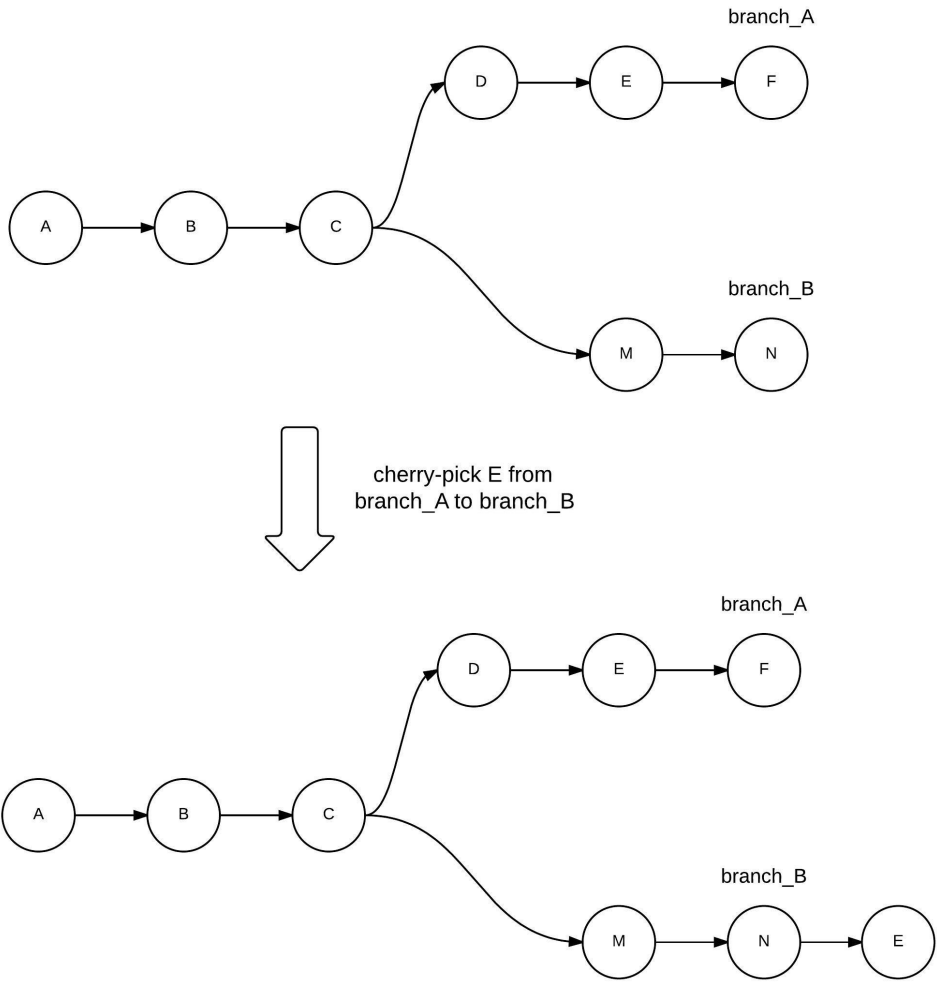 branch_A
D E F
A B C
branch_B
M N
cherry-pick E from
branch_A to branch_B
branch_A
D E F
A B C
branch_B
M N E